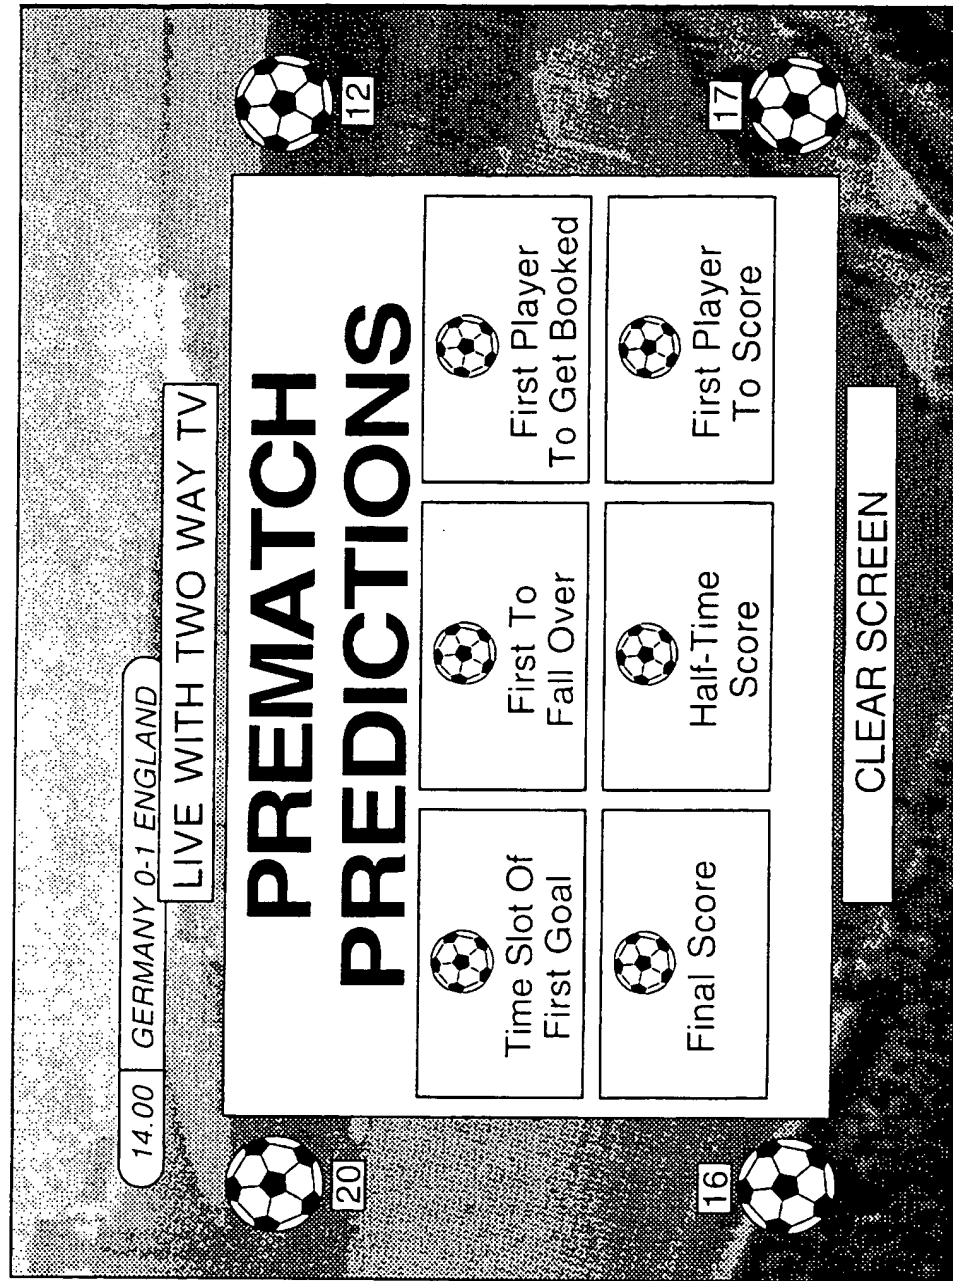 14.00 GERMANY 0-1 ENGLAND
LIVE WITH TWO WAY TV
20
12
PREMATCH
PREDICTIONS
Time Slot Of
First Goal
First To
Fall Over
First Player
To Get Booked
Final Score
Half-Time
Score
First Player
To Score
16
17
CLEAR SCREEN